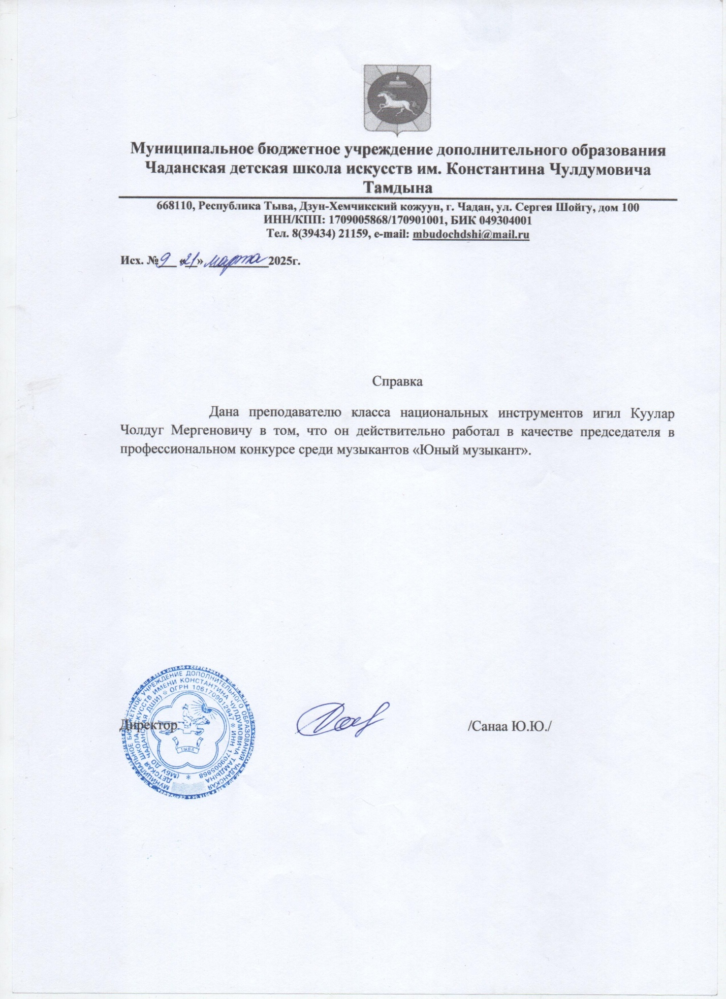 Муниципальное бюджетное учреждение дополнительного образования
Чаданская детская школа искусств им. Константина Чулдумовича
Тамдына
668110, Республика Тыва, Дзун-Хемчикский кожуун, г. Чадан, ул. Сергея Шойгу, дом 100
ИНН/КПП: 1709005868/170901001, БИК 049304001
Тел. 8(39434) 21159, e-mail: mbudochdshi@mail.ru
Исх. №9 «21» марта 2025г.
Справка
Дана преподавателю класса национальных инструментов игил Куулар
Чолдуг Мергеновичу в том, что он действительно работал в качестве председателя в
профессиональном конкурсе среди музыкантов «Юный музыкант».
Директор /Санаа Ю.Ю./
МУНИЦИПАЛЬНОЕ БЮДЖЕТНОЕ УЧРЕЖДЕНИЕ ДОПОЛНИТЕЛЬНОГО ОБРАЗОВАНИЯ ЧАДАНСКАЯ
ДЕТСКАЯ ШКОЛА ИСКУССТВ ИМЕНИ КОНСТАНТИНА ЧУЛДУМОВИЧА ТАМДЫНА
(МБУ ДО ЧАДАНСКАЯ ДШИ) * ОГРН 1061709012947 * ИНН 1709005868 *
ТЫВА